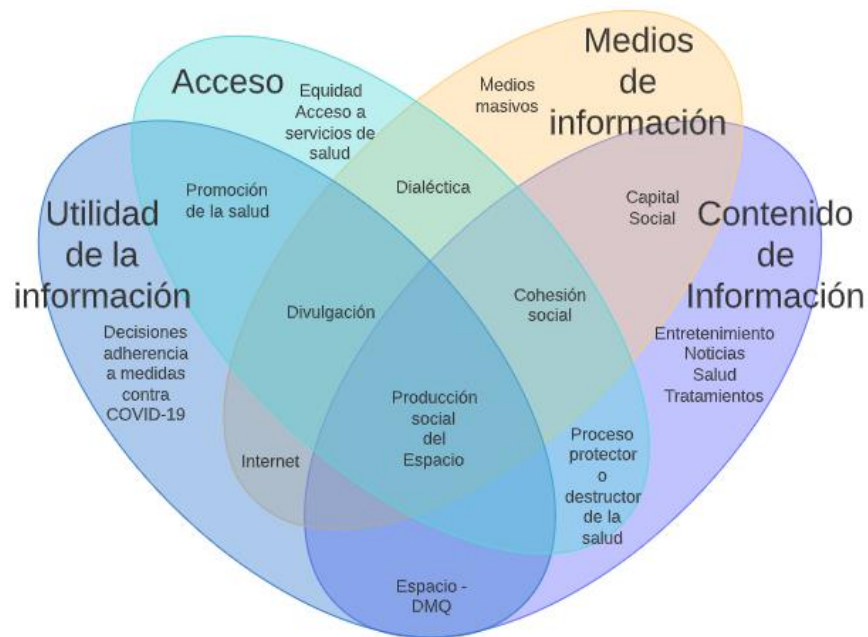 Acceso
Equidad
Acceso a
servicios de
salud
Medios
masivos
Medios
de
información
Promoción
de la salud
Dialéctica
Capital
Social
Utilidad
de la
información
Contenido
de
Información
Divulgación
Cohesión
social
Decisiones
adherencia
a medidas
contra
COVID-19
Entretenimiento
Noticias
Salud
Tratamientos
Producción
social
del
Espacio
Internet
Proceso
protector
o
destructor
de la
salud
Espacio -
DMQ